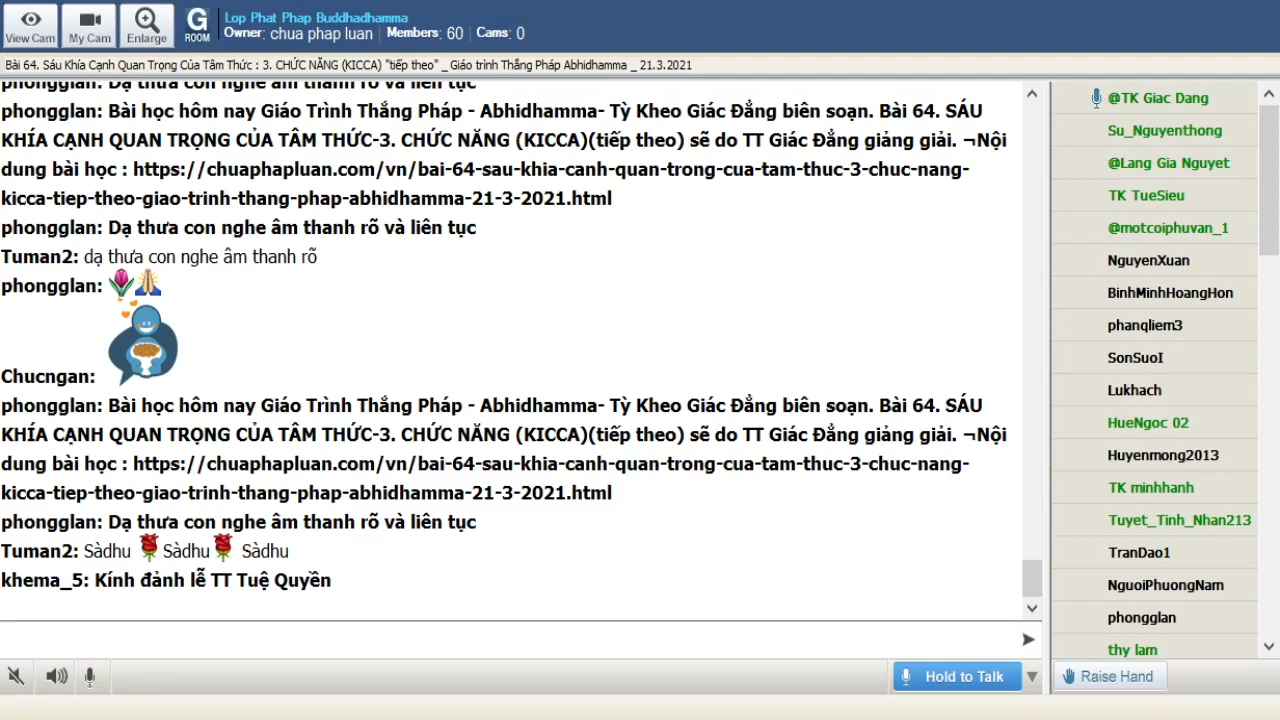 View Cam
My Cam
Enlarge
G
ROOM
Lop Phat Phap Buddhadhamma
Owner: chua phap luan | Members: 60 | Cams: 0
Bài 64. Sáu Khía Cạnh Quan Trọng Của Tâm Thức : 3. CHỨC NĂNG (KICCA) "tiếp theo" _ Giáo trình Thắng Pháp Abhidhamma _ 21.3.2021
phongglan: Dạ thưa con nghe âm thanh rõ và liên tục
phongglan: Bài học hôm nay Giáo Trình Thắng Pháp - Abhidhamma- Tỳ Kheo Giác Đẳng biên soạn. Bài 64. SÁU
KHÍA CẠNH QUAN TRỌNG CỦA TÂM THỨC-3. CHỨC NĂNG (KICCA)(tiếp theo) sẽ do TT Giác Đẳng giảng giải. ¬Nội
dung bài học : https://chuaphapluan.com/vn/bai-64-sau-khia-canh-quan-trong-cua-tam-thuc-3-chuc-nang-
kicca-tiep-theo-giao-trinh-thang-phap-abhidhamma-21-3-2021.html
phongglan: Dạ thưa con nghe âm thanh rõ và liên tục
Tuman2: dạ thưa con nghe âm thanh rõ
phongglan:
Chucngan:
phongglan: Bài học hôm nay Giáo Trình Thắng Pháp - Abhidhamma- Tỳ Kheo Giác Đẳng biên soạn. Bài 64. SÁU
KHÍA CẠNH QUAN TRỌNG CỦA TÂM THỨC-3. CHỨC NĂNG (KICCA)(tiếp theo) sẽ do TT Giác Đẳng giảng giải. ¬Nội
dung bài học : https://chuaphapluan.com/vn/bai-64-sau-khia-canh-quan-trong-cua-tam-thuc-3-chuc-nang-
kicca-tiep-theo-giao-trinh-thang-phap-abhidhamma-21-3-2021.html
phongglan: Dạ thưa con nghe âm thanh rõ và liên tục
Tuman2: Sàdhu Sàdhu Sàdhu
khema_5: Kính đảnh lễ TT Tuệ Quyền
@TK Giac Dang
Su_Nguyenthong
@Lang Gia Nguyet
TK TueSieu
@motcoiphuvan_1
NguyenXuan
BinhMinhHoangHon
phanqliem3
SonSuoI
Lukhach
HueNgoc 02
Huyenmong2013
TK minhhanh
Tuyet_Tinh_Nhan213
TranDao1
NguoiPhuongNam
phongglan
thy lam
Hold to Talk
Raise Hand